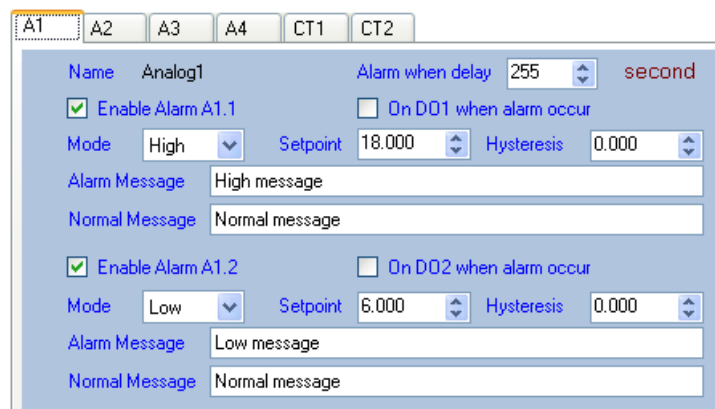 A1 A2 A3 A4 CT1 CT2
Name Analog1 Alarm when delay 255 second
Enable Alarm A1.1 On DO1 when alarm occur
Mode High Setpoint 18.000 Hysteresis 0.000
Alarm Message High message
Normal Message Normal message
Enable Alarm A1.2 On DO2 when alarm occur
Mode Low Setpoint 6.000 Hysteresis 0.000
Alarm Message Low message
Normal Message Normal message